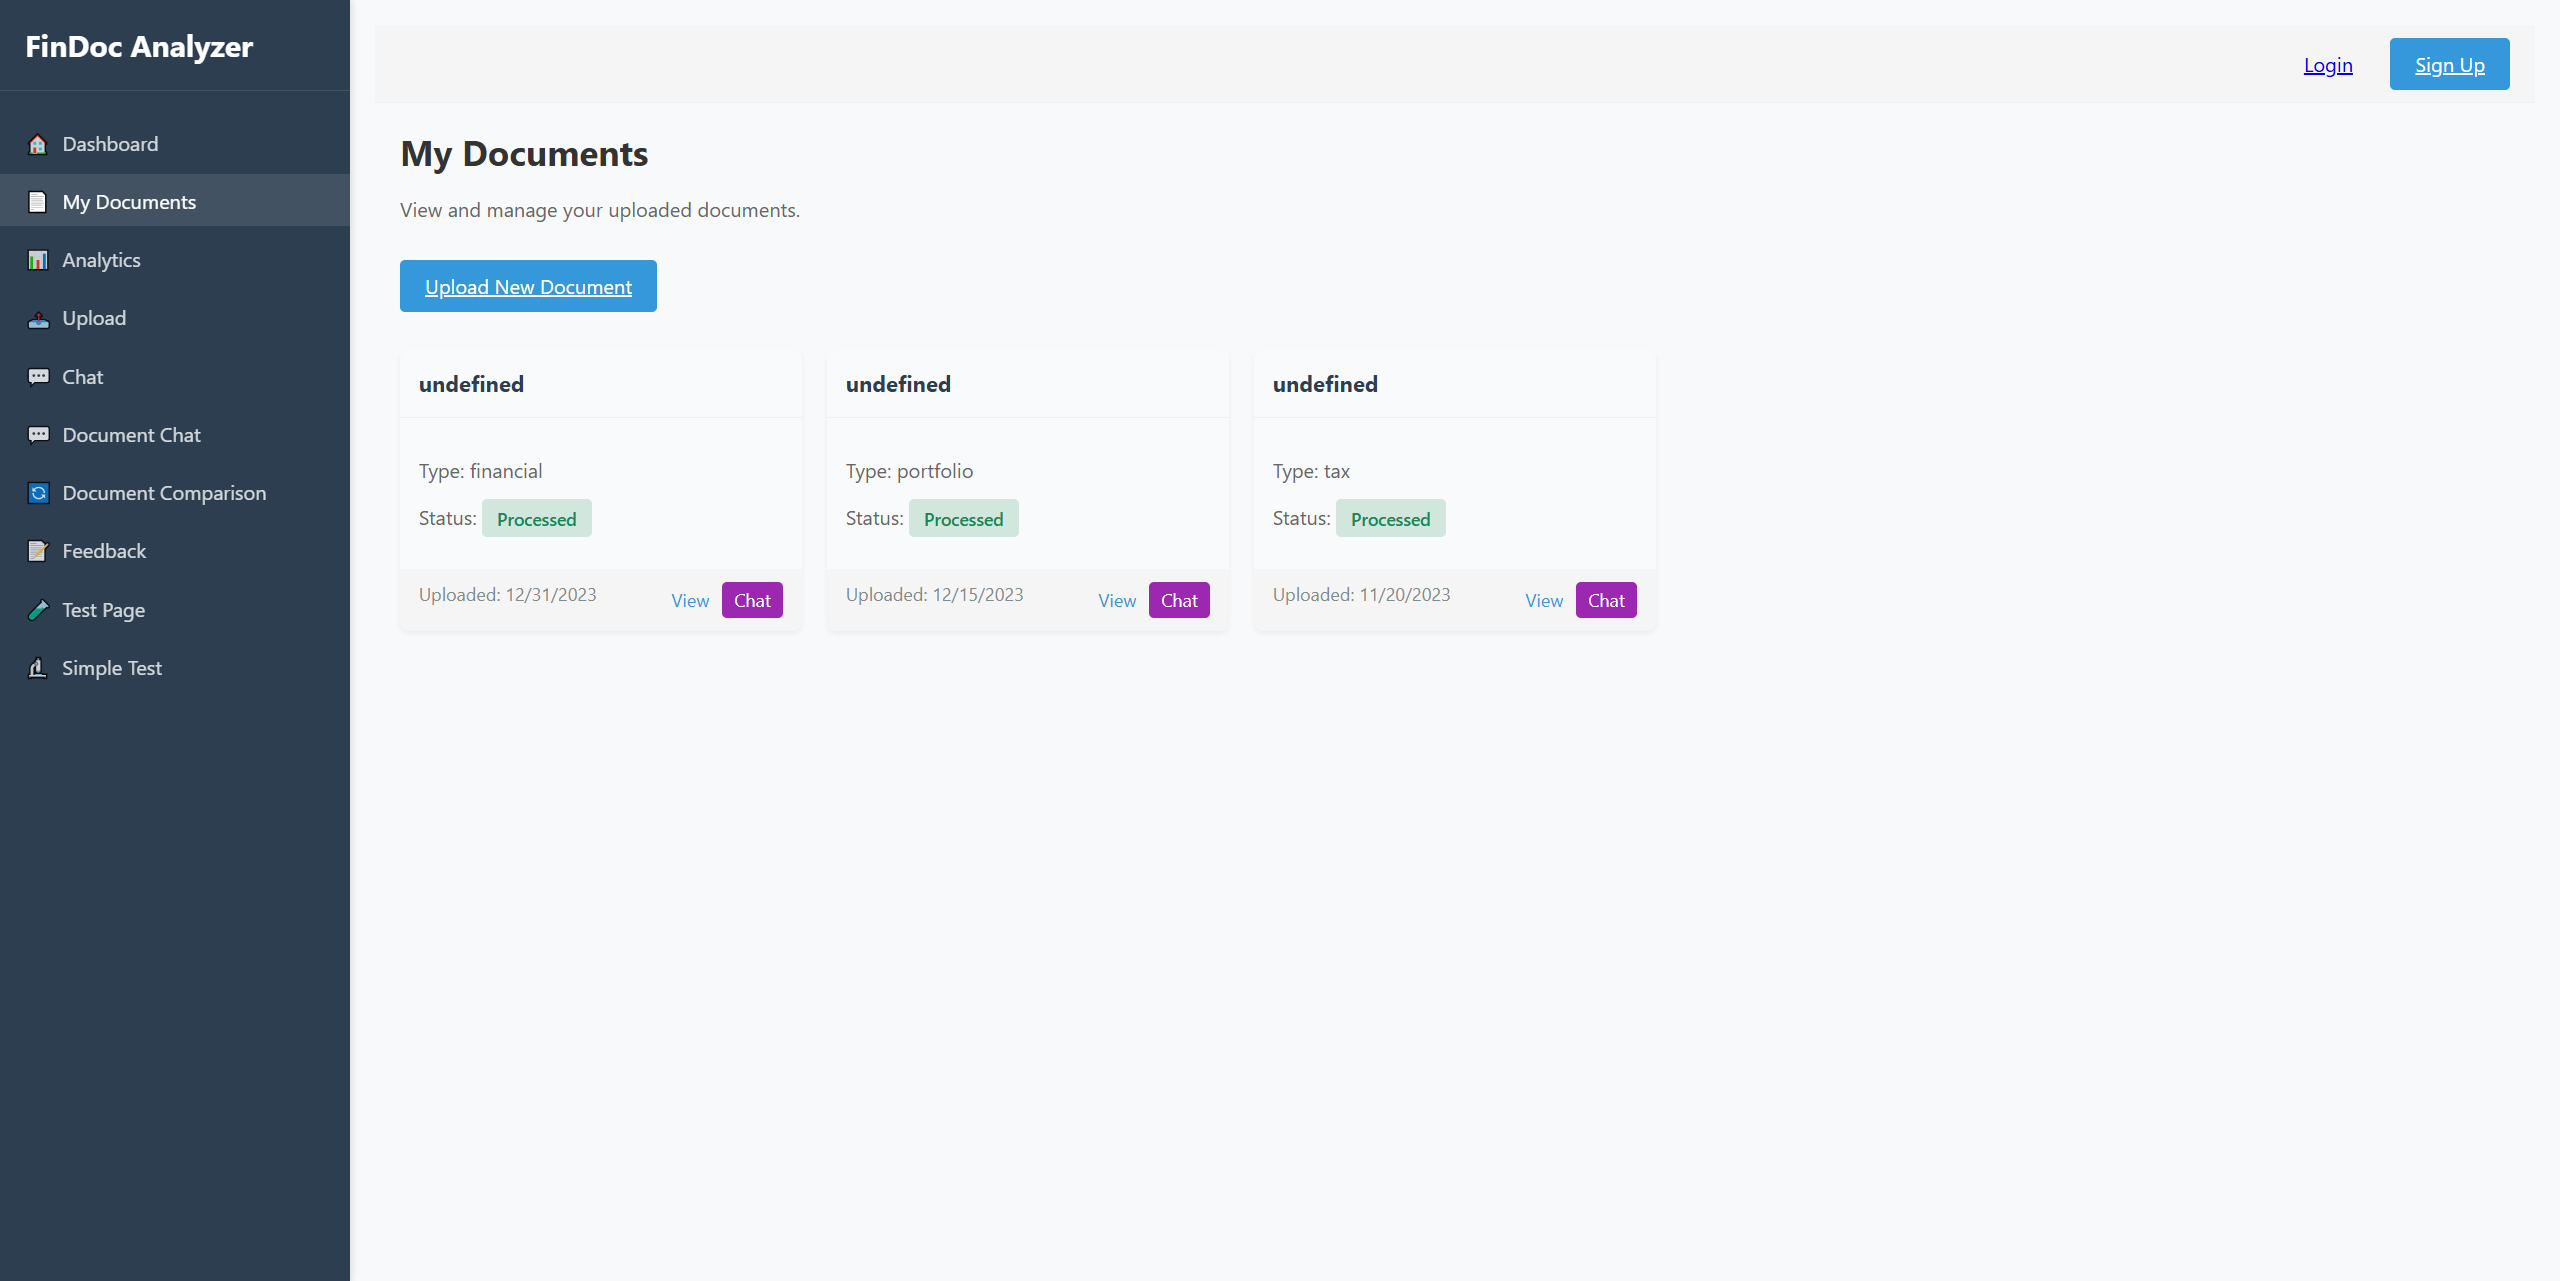 FinDoc Analyzer
Dashboard
My Documents
Analytics
Upload
Chat
Document Chat
Document Comparison
Feedback
Test Page
Simple Test
Login
Sign Up
My Documents
View and manage your uploaded documents.
Upload New Document
undefined
Type: financial
Status: Processed
Uploaded: 12/31/2023 View Chat
undefined
Type: portfolio
Status: Processed
Uploaded: 12/15/2023 View Chat
undefined
Type: tax
Status: Processed
Uploaded: 11/20/2023 View Chat